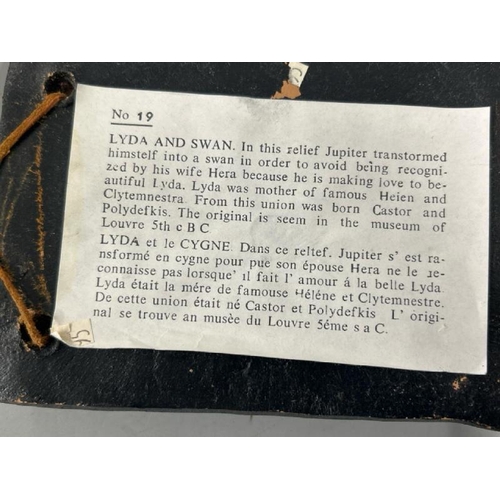 No 19
LYDA AND SWAN. In this relief Jupiter transtormed
himstelf into a swan in order to avoid being recogni-
zed by his wife Hera because he is making love to be-
autiful Lyda. Lyda was mother of famous Heien and
Clytemnestra. From this union was born Castor and
Polydefkis. The original is seem in the museum of
Louvre 5th c B C
LYDA et le CYGNE. Dans ce reltef. Jupiter s' est ra-
nsformé en cygne pour pue son épouse Hera ne le re-
connaisse pas lorsque' il fait l' amour á la belle Lyda.
Lyda était la mére de famouse Héléne et Clytemnestre.
De cette union était né Castor et Polydefkis L' origi-
nal se trouve an musée du Louvre 5éme s a C.